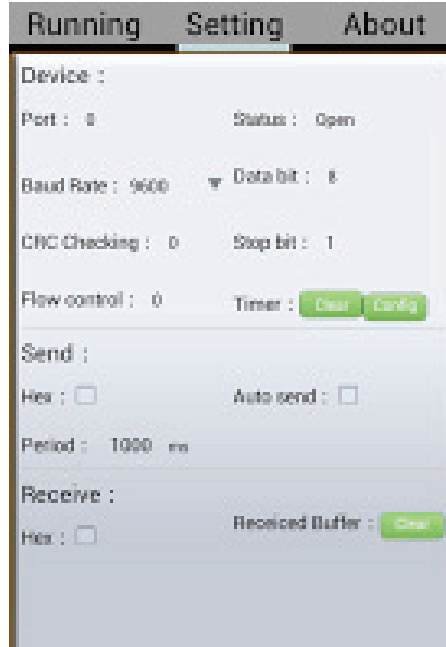 Running Setting About
Device :
Port : 0 Status : Open
Baud Rate : 9600 Data bit : 8
CRC Checking : 0 Stop bit : 1
Flow control : 0 Timer : Clear Config
Send :
Hex : Auto send :
Period : 1000 ms
Receive :
Hex : Receiced Buffer : Clear